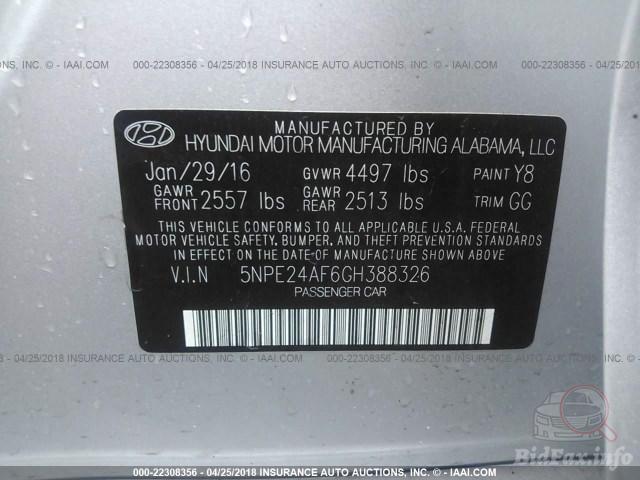 000-22308356 - 04/25/2018 INSURANCE AUTO AUCTIONS, INC. - © IAAI.COM
MANUFACTURED BY
HYUNDAI MOTOR MANUFACTURING ALABAMA, LLC
Jan/29/16 GVWR 4497 lbs PAINT Y8
GAWR FRONT 2557 lbs GAWR REAR 2513 lbs TRIM GG
THIS VEHICLE CONFORMS TO ALL APPLICABLE U.S.A. FEDERAL
MOTOR VEHICLE SAFETY, BUMPER, AND THEFT PREVENTION STANDARDS
IN EFFECT ON THE DATE OF MANUFACTURE SHOWN ABOVE
V.I.N 5NPE24AF6GH388326
PASSENGER CAR
000-22308356 - 04/25/2018 INSURANCE AUTO AUCTIONS, INC. - © IAAI.COM
BidFax.info
000-22308356 - 04/25/2018 INSURANCE AUTO AUCTIONS, INC. - © IAAI.COM